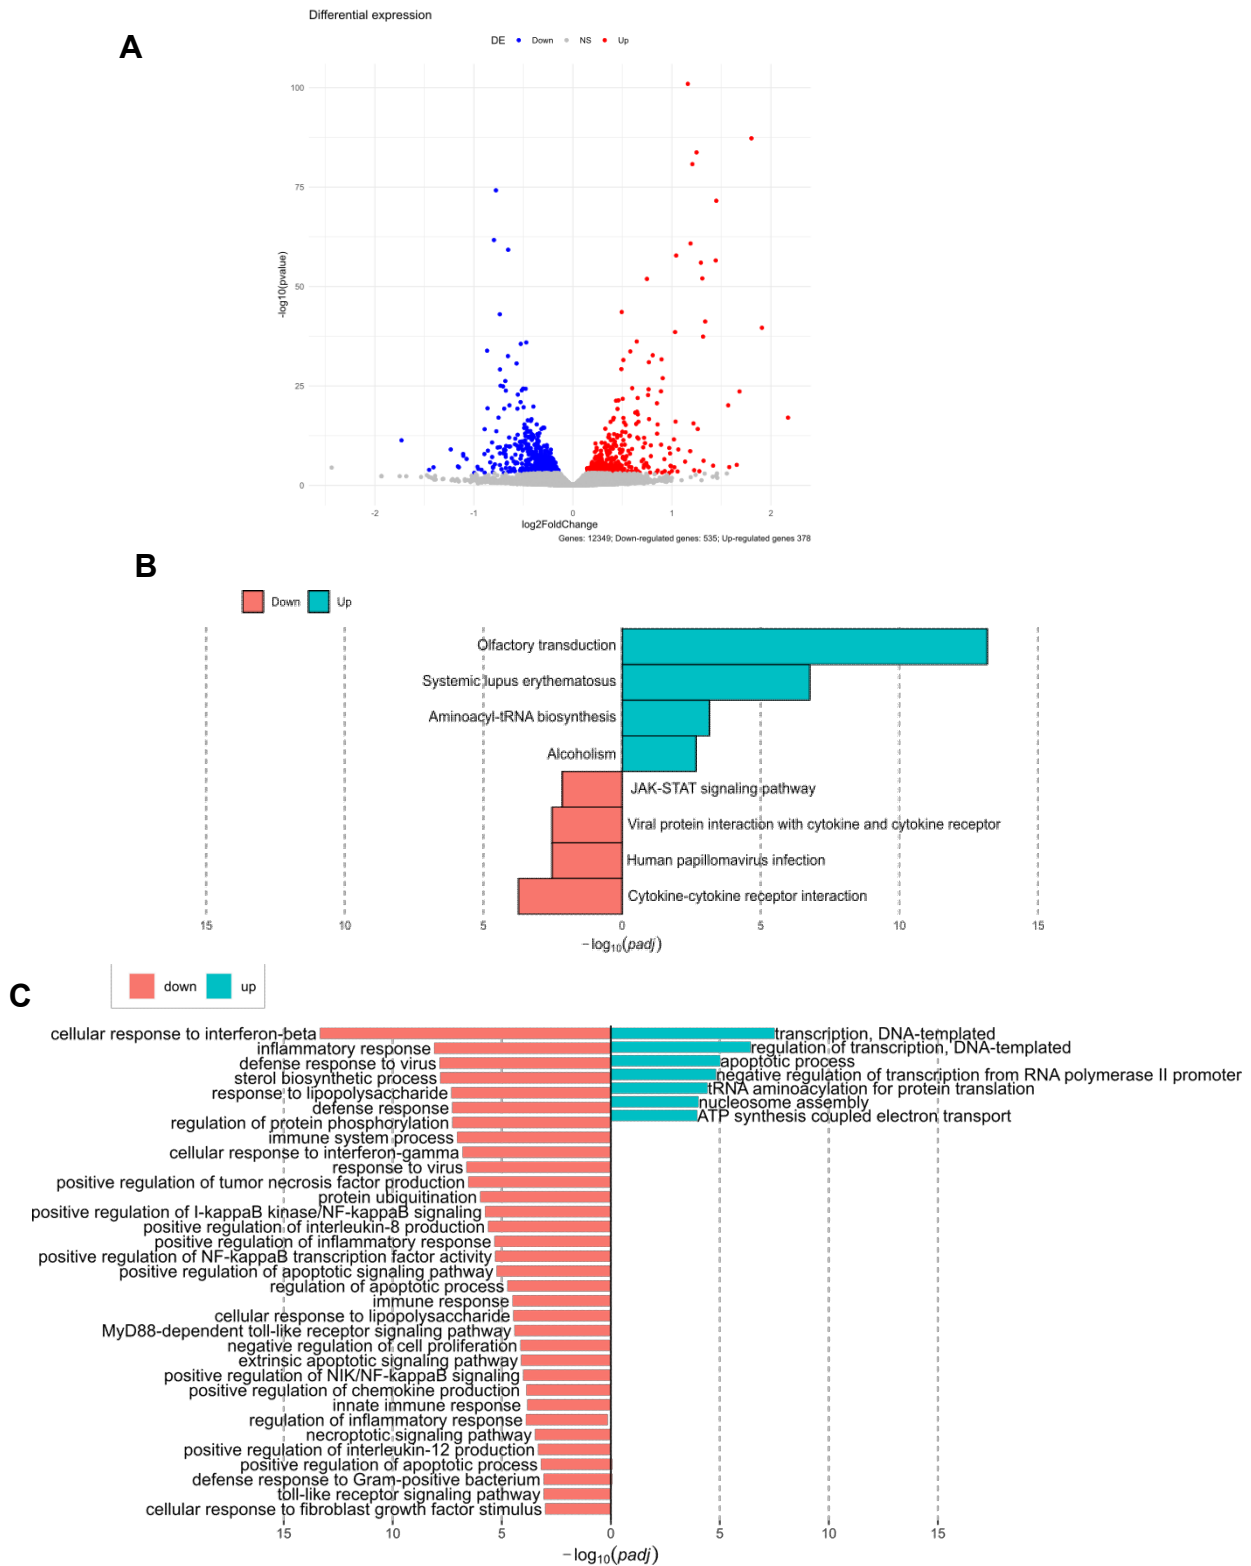 Differential expression
A
DE Down NS Up
100
75
50
25
0
-log10(pvalue)
-2 -1 0 1 2
log2FoldChange
Genes: 12349; Down-regulated genes: 535; Up-regulated genes 378
B
Down Up
Olfactory transduction
Systemic lupus erythematosus
Aminoacyl-tRNA biosynthesis
Alcoholism
JAK-STAT signaling pathway
Viral protein interaction with cytokine and cytokine receptor
Human papillomavirus infection
Cytokine-cytokine receptor interaction
15 10 5 0 5 10 15
−log10(padj)
C
down up
cellular response to interferon-beta
inflammatory response
defense response to virus
sterol biosynthetic process
response to lipopolysaccharide
defense response
regulation of protein phosphorylation
immune system process
cellular response to interferon-gamma
response to virus
positive regulation of tumor necrosis factor production
protein ubiquitination
positive regulation of I-kappaB kinase/NF-kappaB signaling
positive regulation of interleukin-8 production
positive regulation of inflammatory response
positive regulation of NF-kappaB transcription factor activity
positive regulation of apoptotic signaling pathway
regulation of apoptotic process
immune response
cellular response to lipopolysaccharide
MyD88-dependent toll-like receptor signaling pathway
negative regulation of cell proliferation
extrinsic apoptotic signaling pathway
positive regulation of NIK/NF-kappaB signaling
positive regulation of chemokine production
innate immune response
regulation of inflammatory response
necroptotic signaling pathway
positive regulation of interleukin-12 production
positive regulation of apoptotic process
defense response to Gram-positive bacterium
toll-like receptor signaling pathway
cellular response to fibroblast growth factor stimulus
transcription, DNA-templated
regulation of transcription, DNA-templated
apoptotic process
negative regulation of transcription from RNA polymerase II promoter
tRNA aminoacylation for protein translation
nucleosome assembly
ATP synthesis coupled electron transport
15 10 5 0 5 10 15
−log10(padj)